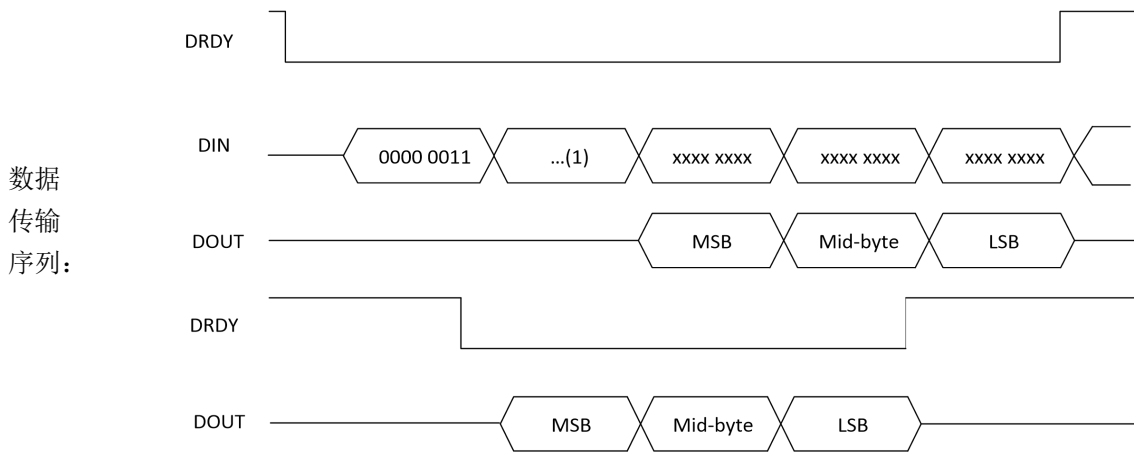 DRDY
DIN 0000 0011 ...(1) xxxx xxxx xxxx xxxx xxxx xxxx
数据
传输
序列：
DOUT MSB Mid-byte LSB
DRDY
DOUT MSB Mid-byte LSB